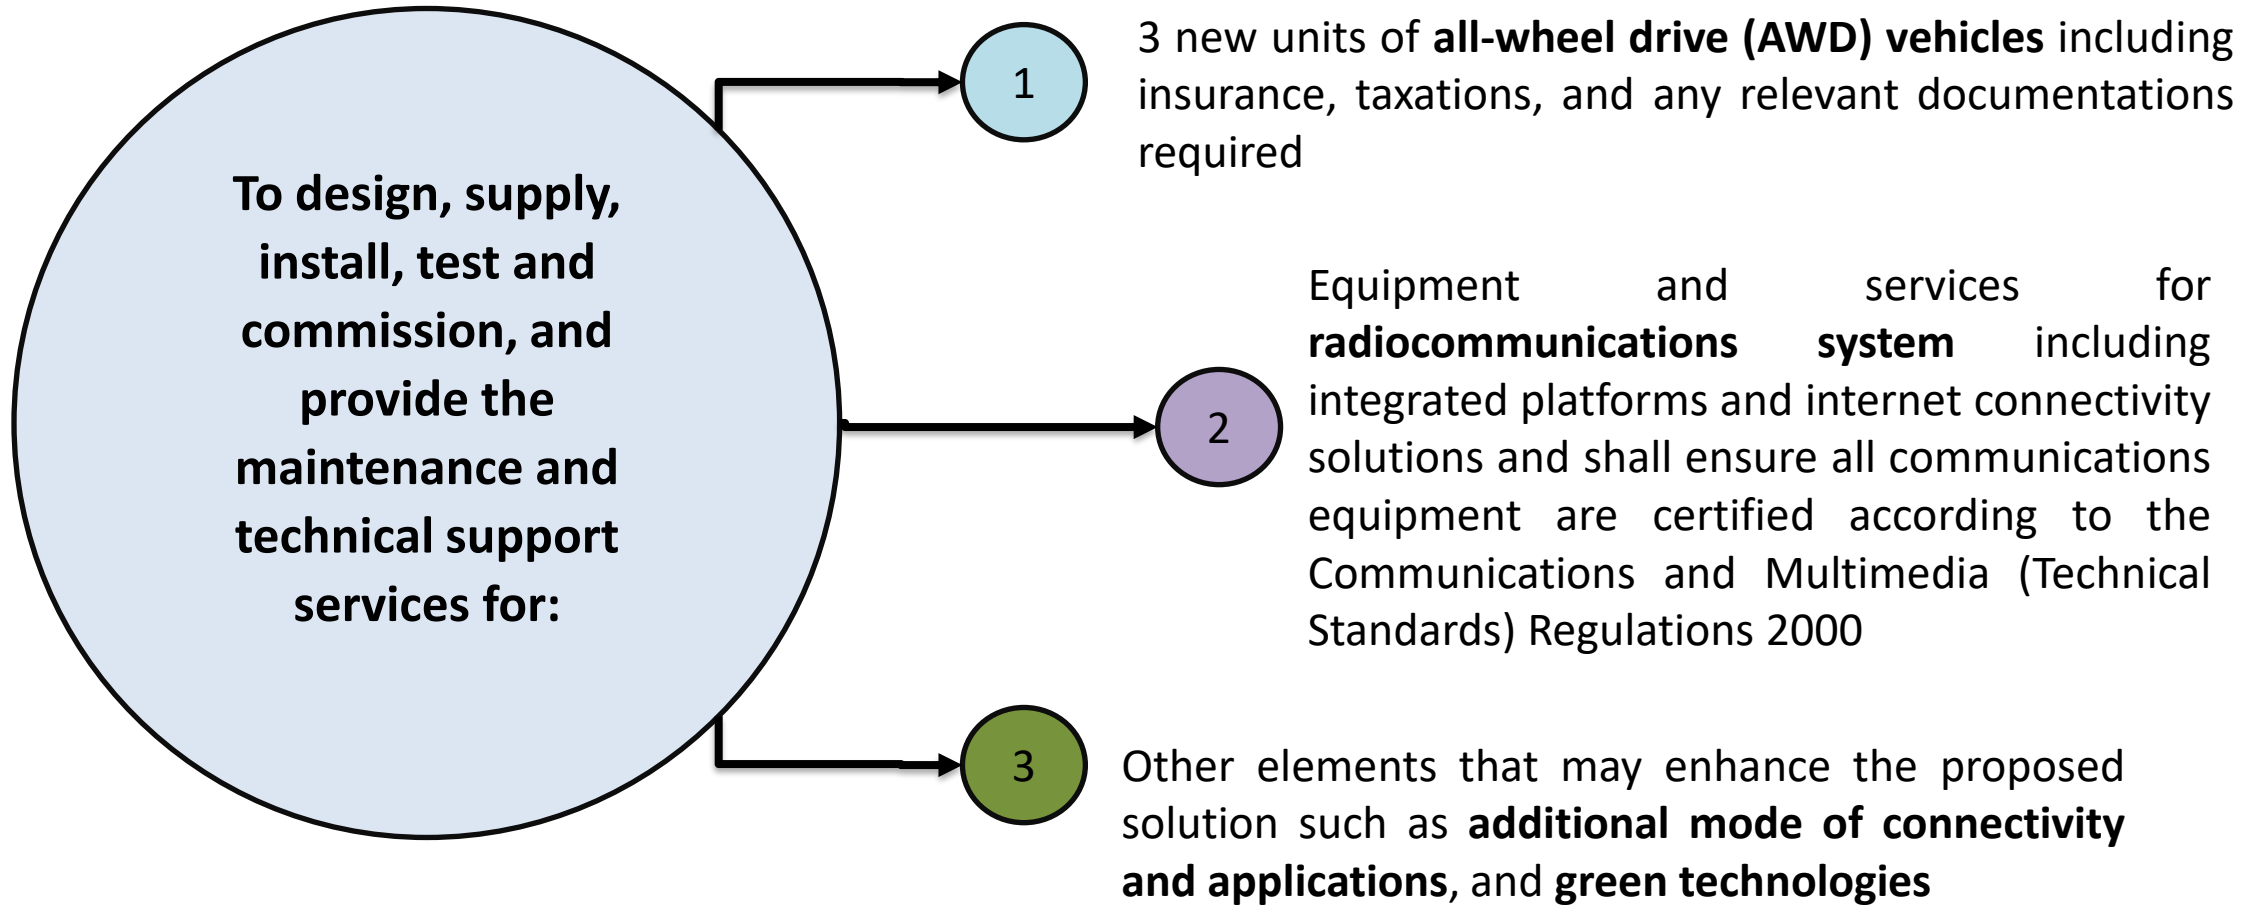 To design, supply,
install, test and
commission, and
provide the
maintenance and
technical support
services for:
1
3 new units of all-wheel drive (AWD) vehicles including
insurance, taxations, and any relevant documentations
required
2
Equipment and services for
radiocommunications system including
integrated platforms and internet connectivity
solutions and shall ensure all communications
equipment are certified according to the
Communications and Multimedia (Technical
Standards) Regulations 2000
3
Other elements that may enhance the proposed
solution such as additional mode of connectivity
and applications, and green technologies